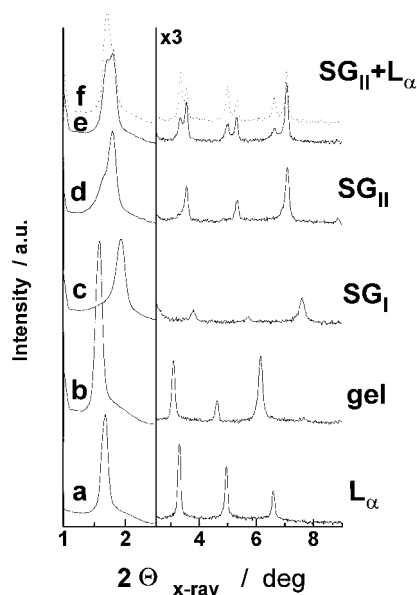 x3
f
SG_II+L_α
e
d
SG_II
c
SG_I
b
gel
a
L_α
Intensity / a.u.
1 2 4 6 8
2 Θ x-ray / deg